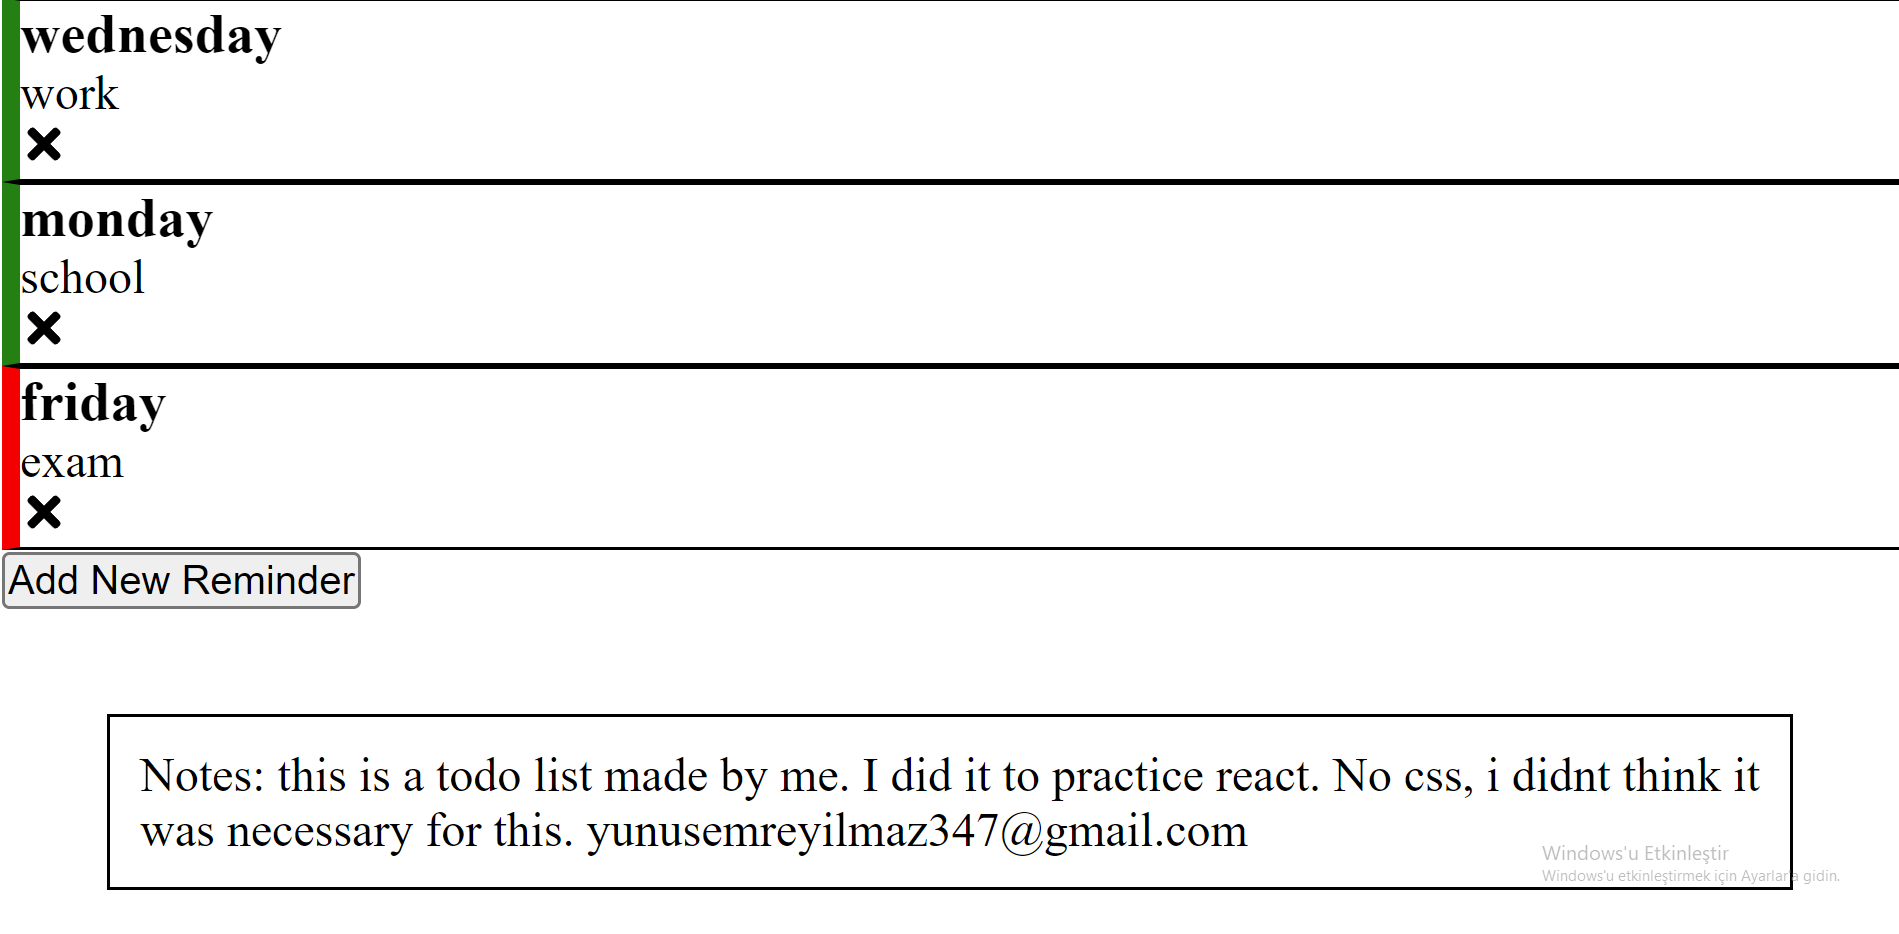 wednesday
work
monday
school
friday
exam
Add New Reminder
Notes: this is a todo list made by me. I did it to practice react. No css, i didnt think it
was necessary for this. yunusemreyilmaz347@gmail.com
Windows'u Etkinleştir
Windows'u etkinleştirmek için Ayarlar'a gidin.